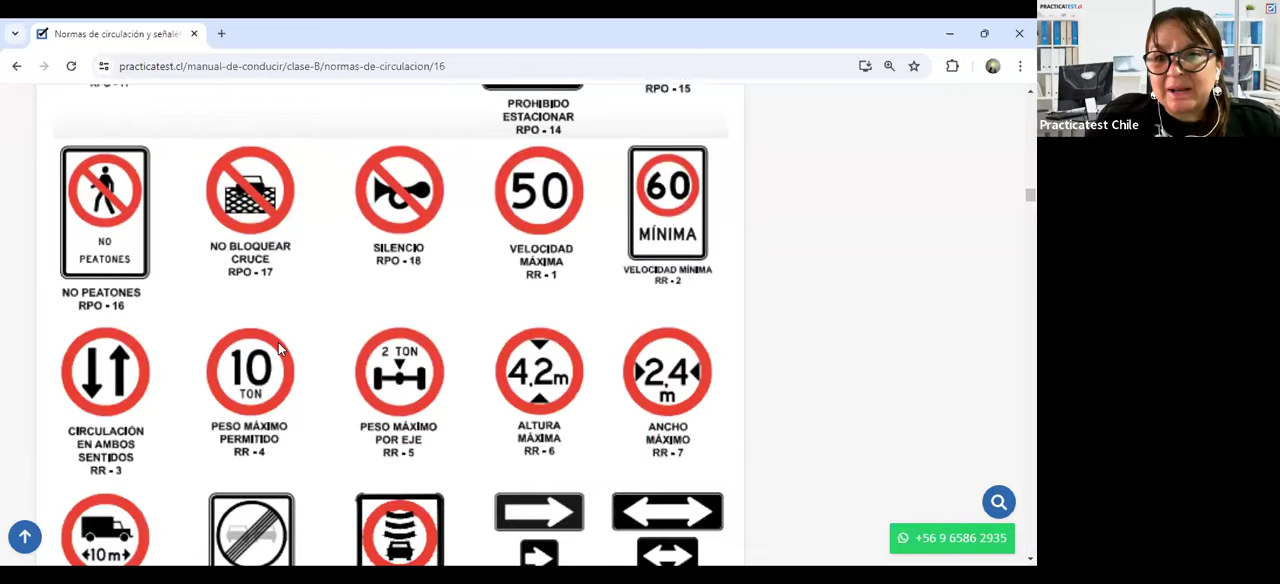 Normas de circulación y señale
practicatest.cl/manual-de-conducir/clase-B/normas-de-circulacion/16
PRACTICATEST.cl
Practicatest Chile
RPO - 15
PROHIBIDO
ESTACIONAR
RPO - 14
NO
PEATONES
NO PEATONES
RPO - 16
NO BLOQUEAR
CRUCE
RPO - 17
SILENCIO
RPO - 18
50
VELOCIDAD
MÁXIMA
RR - 1
60
MÍNIMA
VELOCIDAD MÍNIMA
RR - 2
CIRCULACIÓN
EN AMBOS
SENTIDOS
RR - 3
10
TON
PESO MÁXIMO
PERMITIDO
RR - 4
2 TON
PESO MÁXIMO
POR EJE
RR - 5
4,2m
ALTURA
MÁXIMA
RR - 6
2,4
m
ANCHO
MÁXIMO
RR - 7
10m
+56 9 6586 2935